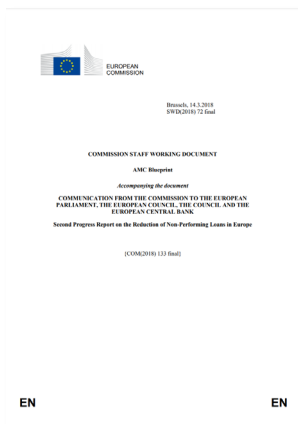 EUROPEAN
COMMISSION
Brussels, 14.3.2018
SWD(2018) 72 final
COMMISSION STAFF WORKING DOCUMENT
AMC Blueprint
Accompanying the document
COMMUNICATION FROM THE COMMISSION TO THE EUROPEAN
PARLIAMENT, THE EUROPEAN COUNCIL, THE COUNCIL AND THE
EUROPEAN CENTRAL BANK
Second Progress Report on the Reduction of Non-Performing Loans in Europe
{COM(2018) 133 final}
EN EN